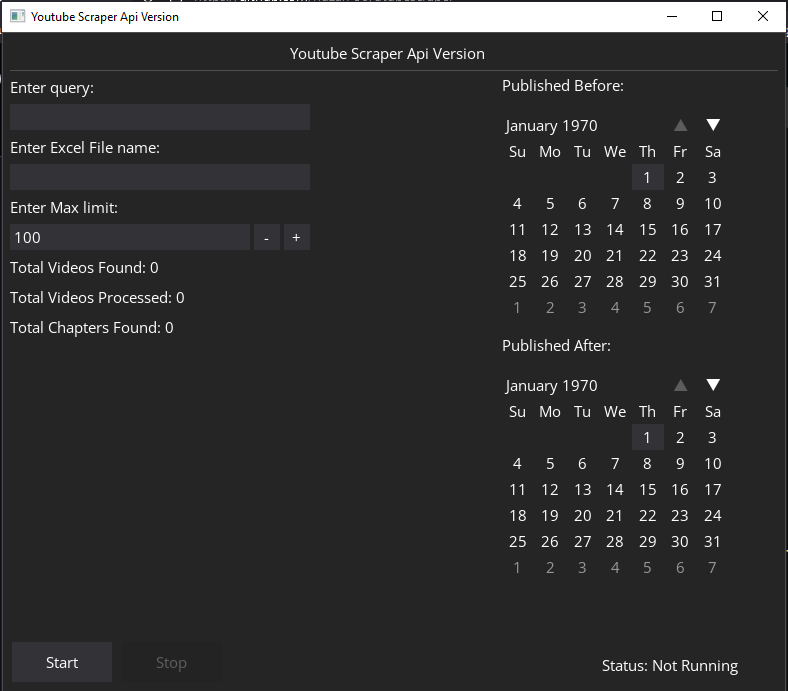 Youtube Scraper Api Version
Youtube Scraper Api Version
Enter query:
Enter Excel File name:
Enter Max limit:
100 - +
Total Videos Found: 0
Total Videos Processed: 0
Total Chapters Found: 0
Published Before:
January 1970
Su Mo Tu We Th Fr Sa
1 2 3
4 5 6 7 8 9 10
11 12 13 14 15 16 17
18 19 20 21 22 23 24
25 26 27 28 29 30 31
1 2 3 4 5 6 7
Published After:
January 1970
Su Mo Tu We Th Fr Sa
1 2 3
4 5 6 7 8 9 10
11 12 13 14 15 16 17
18 19 20 21 22 23 24
25 26 27 28 29 30 31
1 2 3 4 5 6 7
Start Stop
Status: Not Running